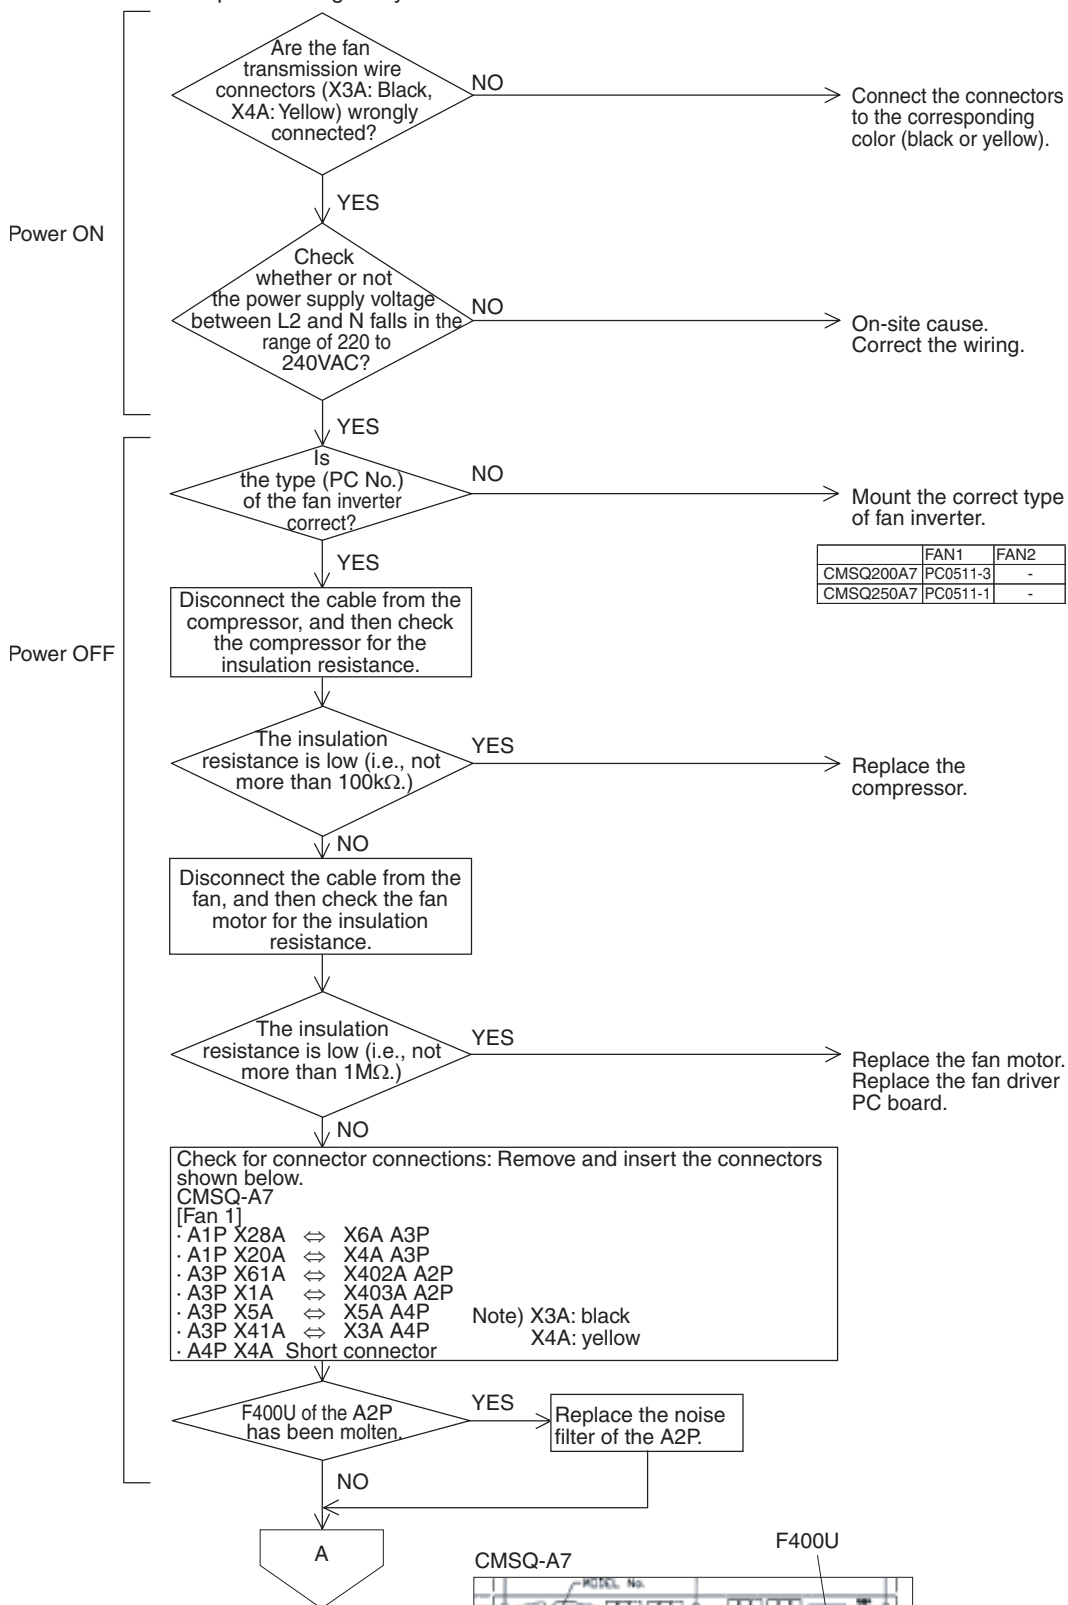 Are the fan
transmission wire
connectors (X3A: Black,
X4A: Yellow) wrongly
connected?
NO
Connect the connectors
to the corresponding
color (black or yellow).
YES
Power ON
Check
whether or not
the power supply voltage
between L2 and N falls in the
range of 220 to
240VAC?
NO
On-site cause.
Correct the wiring.
YES
Is
the type (PC No.)
of the fan inverter
correct?
NO
Mount the correct type
of fan inverter.
FAN1 FAN2
CMSQ200A7 PC0511-3 -
CMSQ250A7 PC0511-1 -
YES
Disconnect the cable from the
compressor, and then check
the compressor for the
insulation resistance.
Power OFF
The insulation
resistance is low (i.e., not
more than 100kΩ.)
YES
Replace the
compressor.
NO
Disconnect the cable from the
fan, and then check the fan
motor for the insulation
resistance.
The insulation
resistance is low (i.e., not
more than 1MΩ.)
YES
Replace the fan motor.
Replace the fan driver
PC board.
NO
Check for connector connections: Remove and insert the connectors
shown below.
CMSQ-A7
[Fan 1]
· A1P X28A ⇔ X6A A3P
· A1P X20A ⇔ X4A A3P
· A3P X61A ⇔ X402A A2P
· A3P X1A ⇔ X403A A2P
· A3P X5A ⇔ X5A A4P
· A3P X41A ⇔ X3A A4P
· A4P X4A Short connector
Note) X3A: black
X4A: yellow
F400U of the A2P
has been molten.
YES
Replace the noise
filter of the A2P.
NO
A
F400U
CMSQ-A7
MODEL No.